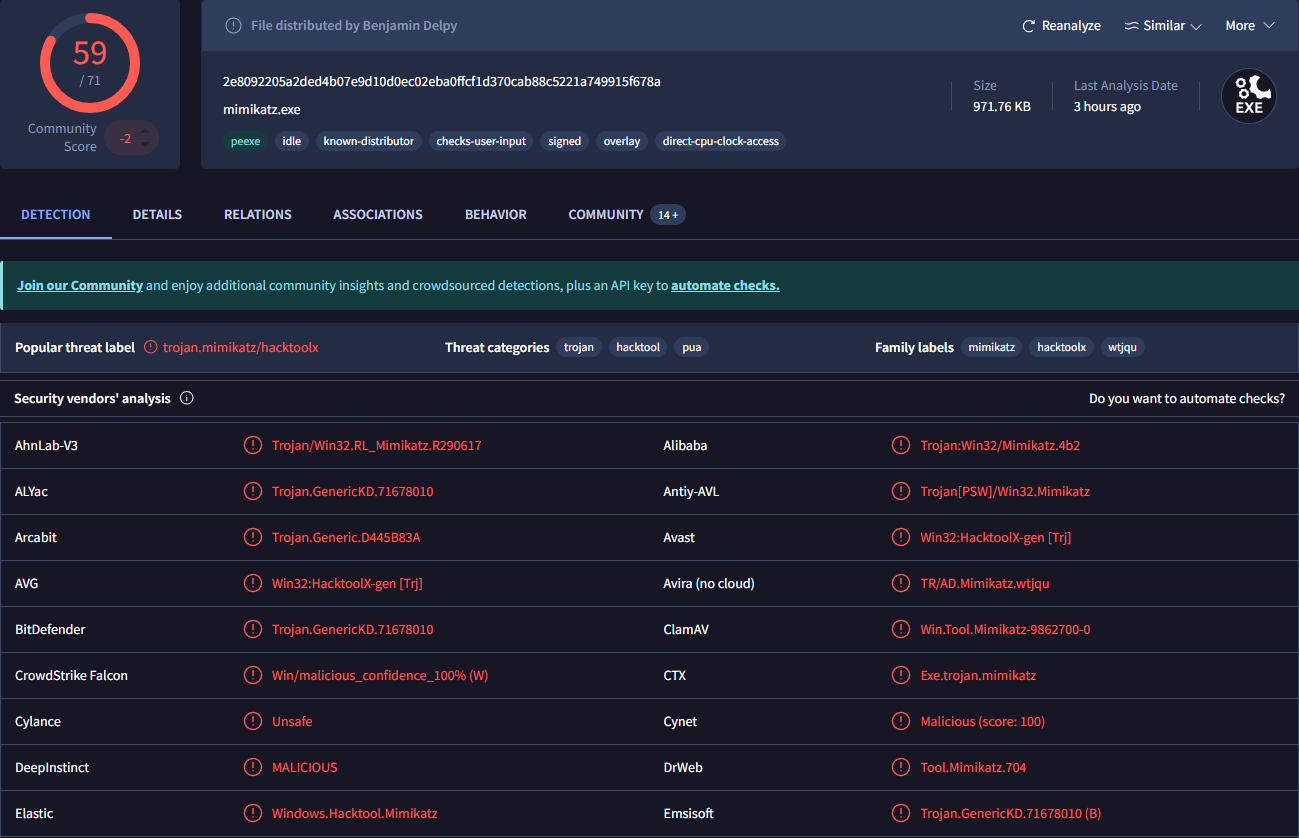 59
/ 71
Community Score
-2
File distributed by Benjamin Delpy
Reanalyze
Similar
More
2e8092205a2ded4b07e9d10d0ec02eba0ffcf1d370cab88c5221a749915f678a
mimikatz.exe
peexe
idle
known-distributor
checks-user-input
signed
overlay
direct-cpu-clock-access
Size
971.76 KB
Last Analysis Date
3 hours ago
EXE
DETECTION
DETAILS
RELATIONS
ASSOCIATIONS
BEHAVIOR
COMMUNITY
14 +
Join our Community and enjoy additional community insights and crowdsourced detections, plus an API key to automate checks.
Popular threat label
trojan.mimikatz/hacktoolx
Threat categories
trojan
hacktool
pua
Family labels
mimikatz
hacktoolx
wtjqu
Security vendors' analysis
Do you want to automate checks?
AhnLab-V3
Trojan/Win32.RL_Mimikatz.R290617
Alibaba
Trojan:Win32/Mimikatz.4b2
ALYac
Trojan.GenericKD.71678010
Antiy-AVL
Trojan[PSW]/Win32.Mimikatz
Arcabit
Trojan.Generic.D445B83A
Avast
Win32:HacktoolX-gen [Trj]
AVG
Win32:HacktoolX-gen [Trj]
Avira (no cloud)
TR/AD.Mimikatz.wtjqu
BitDefender
Trojan.GenericKD.71678010
ClamAV
Win.Tool.Mimikatz-9862700-0
CrowdStrike Falcon
Win/malicious_confidence_100% (W)
CTX
Exe.trojan.mimikatz
Cylance
Unsafe
Cynet
Malicious (score: 100)
DeepInstinct
MALICIOUS
DrWeb
Tool.Mimikatz.704
Elastic
Windows.Hacktool.Mimikatz
Emsisoft
Trojan.GenericKD.71678010 (B)